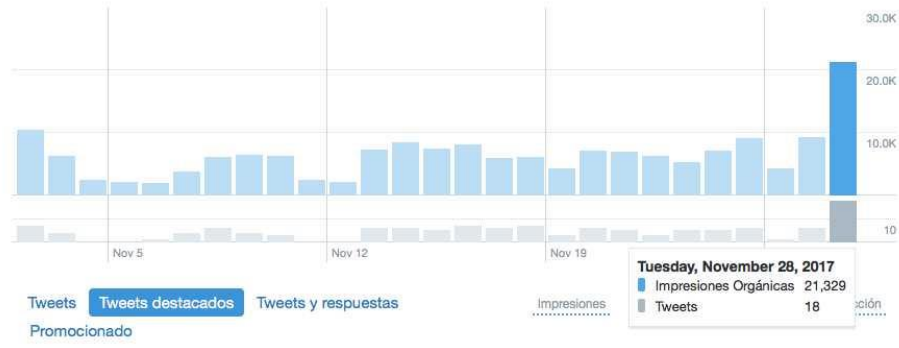 30.0K
20.0K
10.0K
10
Nov 5 Nov 12 Nov 19
Tuesday, November 28, 2017
Impresiones Orgánicas 21,329
Tweets 18
Tweets Tweets destacados Tweets y respuestas Impresiones cción
Promocionado